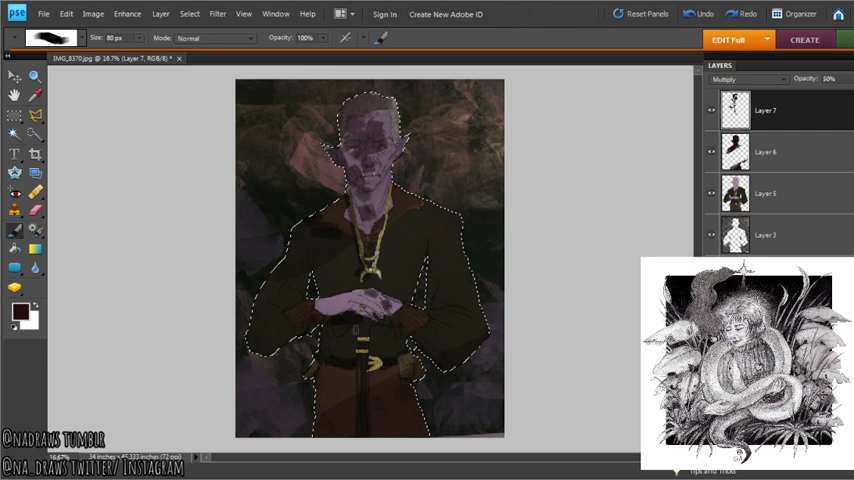 pse File Edit Image Enhance Layer Select Filter View Window Help Sign In Create New Adobe ID Reset Panels Undo Redo Organizer
Size: 80 px Mode: Normal Opacity: 100% EDIT Full CREATE
IMG_8370.jpg @ 16.7% (Layer 7, RGB/8) *
LAYERS
Multiply Opacity: 50%
Layer 7
Layer 6
Layer 5
Layer 3
@nadraws tumblr
@na_draws twitter/ Instagram
Tips and Tricks